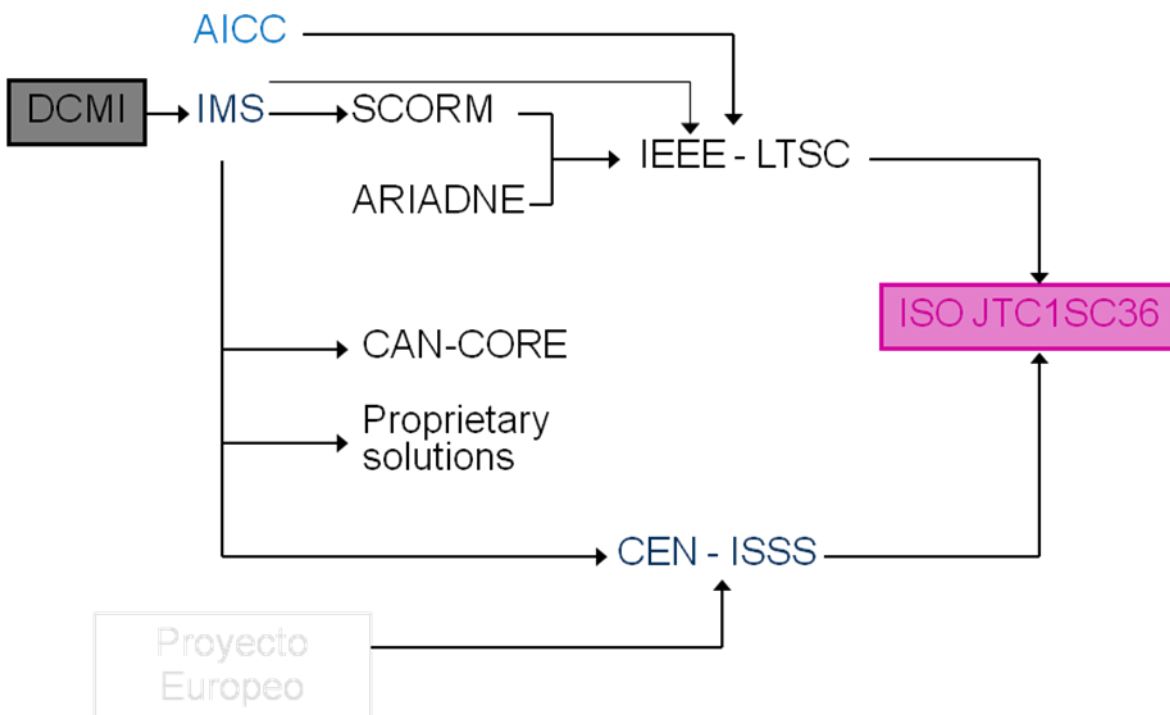 AICC
DCMI
IMS
SCORM
IEEE - LTSC
ARIADNE
ISO JTC1SC36
CAN-CORE
Proprietary
solutions
CEN - ISSS
Proyecto
Europeo